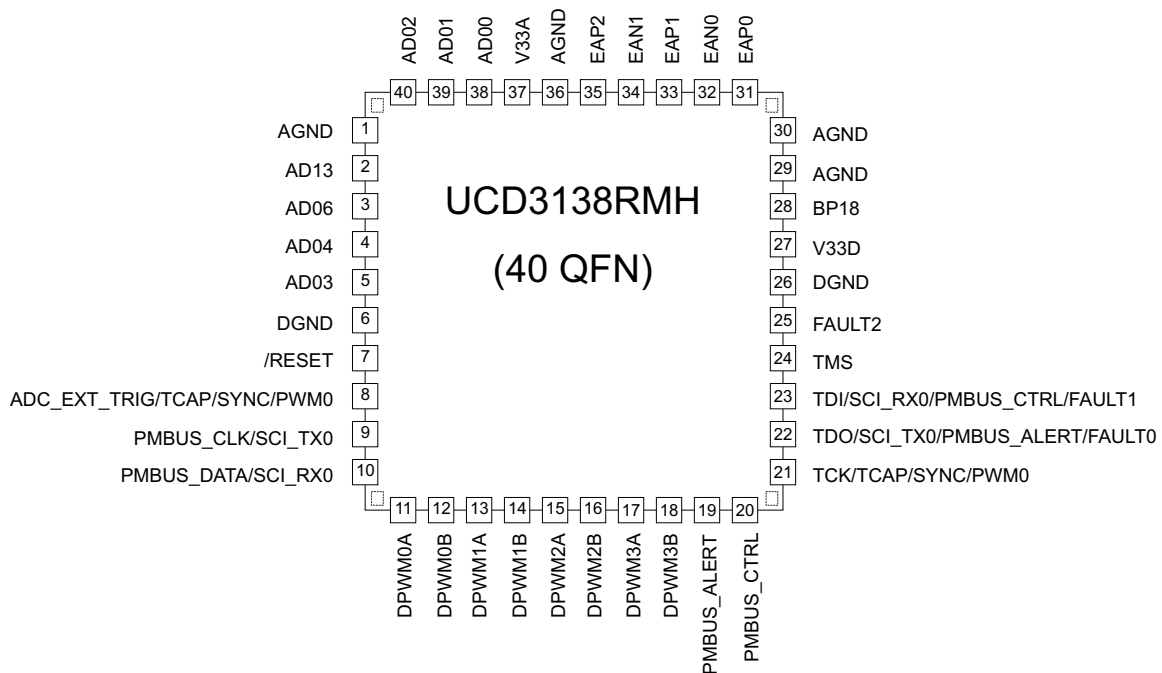 AD02
AD01
AD00
V33A
AGND
EAP2
EAN1
EAP1
EAN0
EAP0
40
39
38
37
36
35
34
33
32
31
AGND 1
AD13 2
AD06 3
AD04 4
AD03 5
DGND 6
/RESET 7
ADC_EXT_TRIG/TCAP/SYNC/PWM0 8
PMBUS_CLK/SCI_TX0 9
PMBUS_DATA/SCI_RX0 10
UCD3138RMH
(40 QFN)
30 AGND
29 AGND
28 BP18
27 V33D
26 DGND
25 FAULT2
24 TMS
23 TDI/SCI_RX0/PMBUS_CTRL/FAULT1
22 TDO/SCI_TX0/PMBUS_ALERT/FAULT0
21 TCK/TCAP/SYNC/PWM0
11
12
13
14
15
16
17
18
19
20
DPWM0A
DPWM0B
DPWM1A
DPWM1B
DPWM2A
DPWM2B
DPWM3A
DPWM3B
PMBUS_ALERT
PMBUS_CTRL